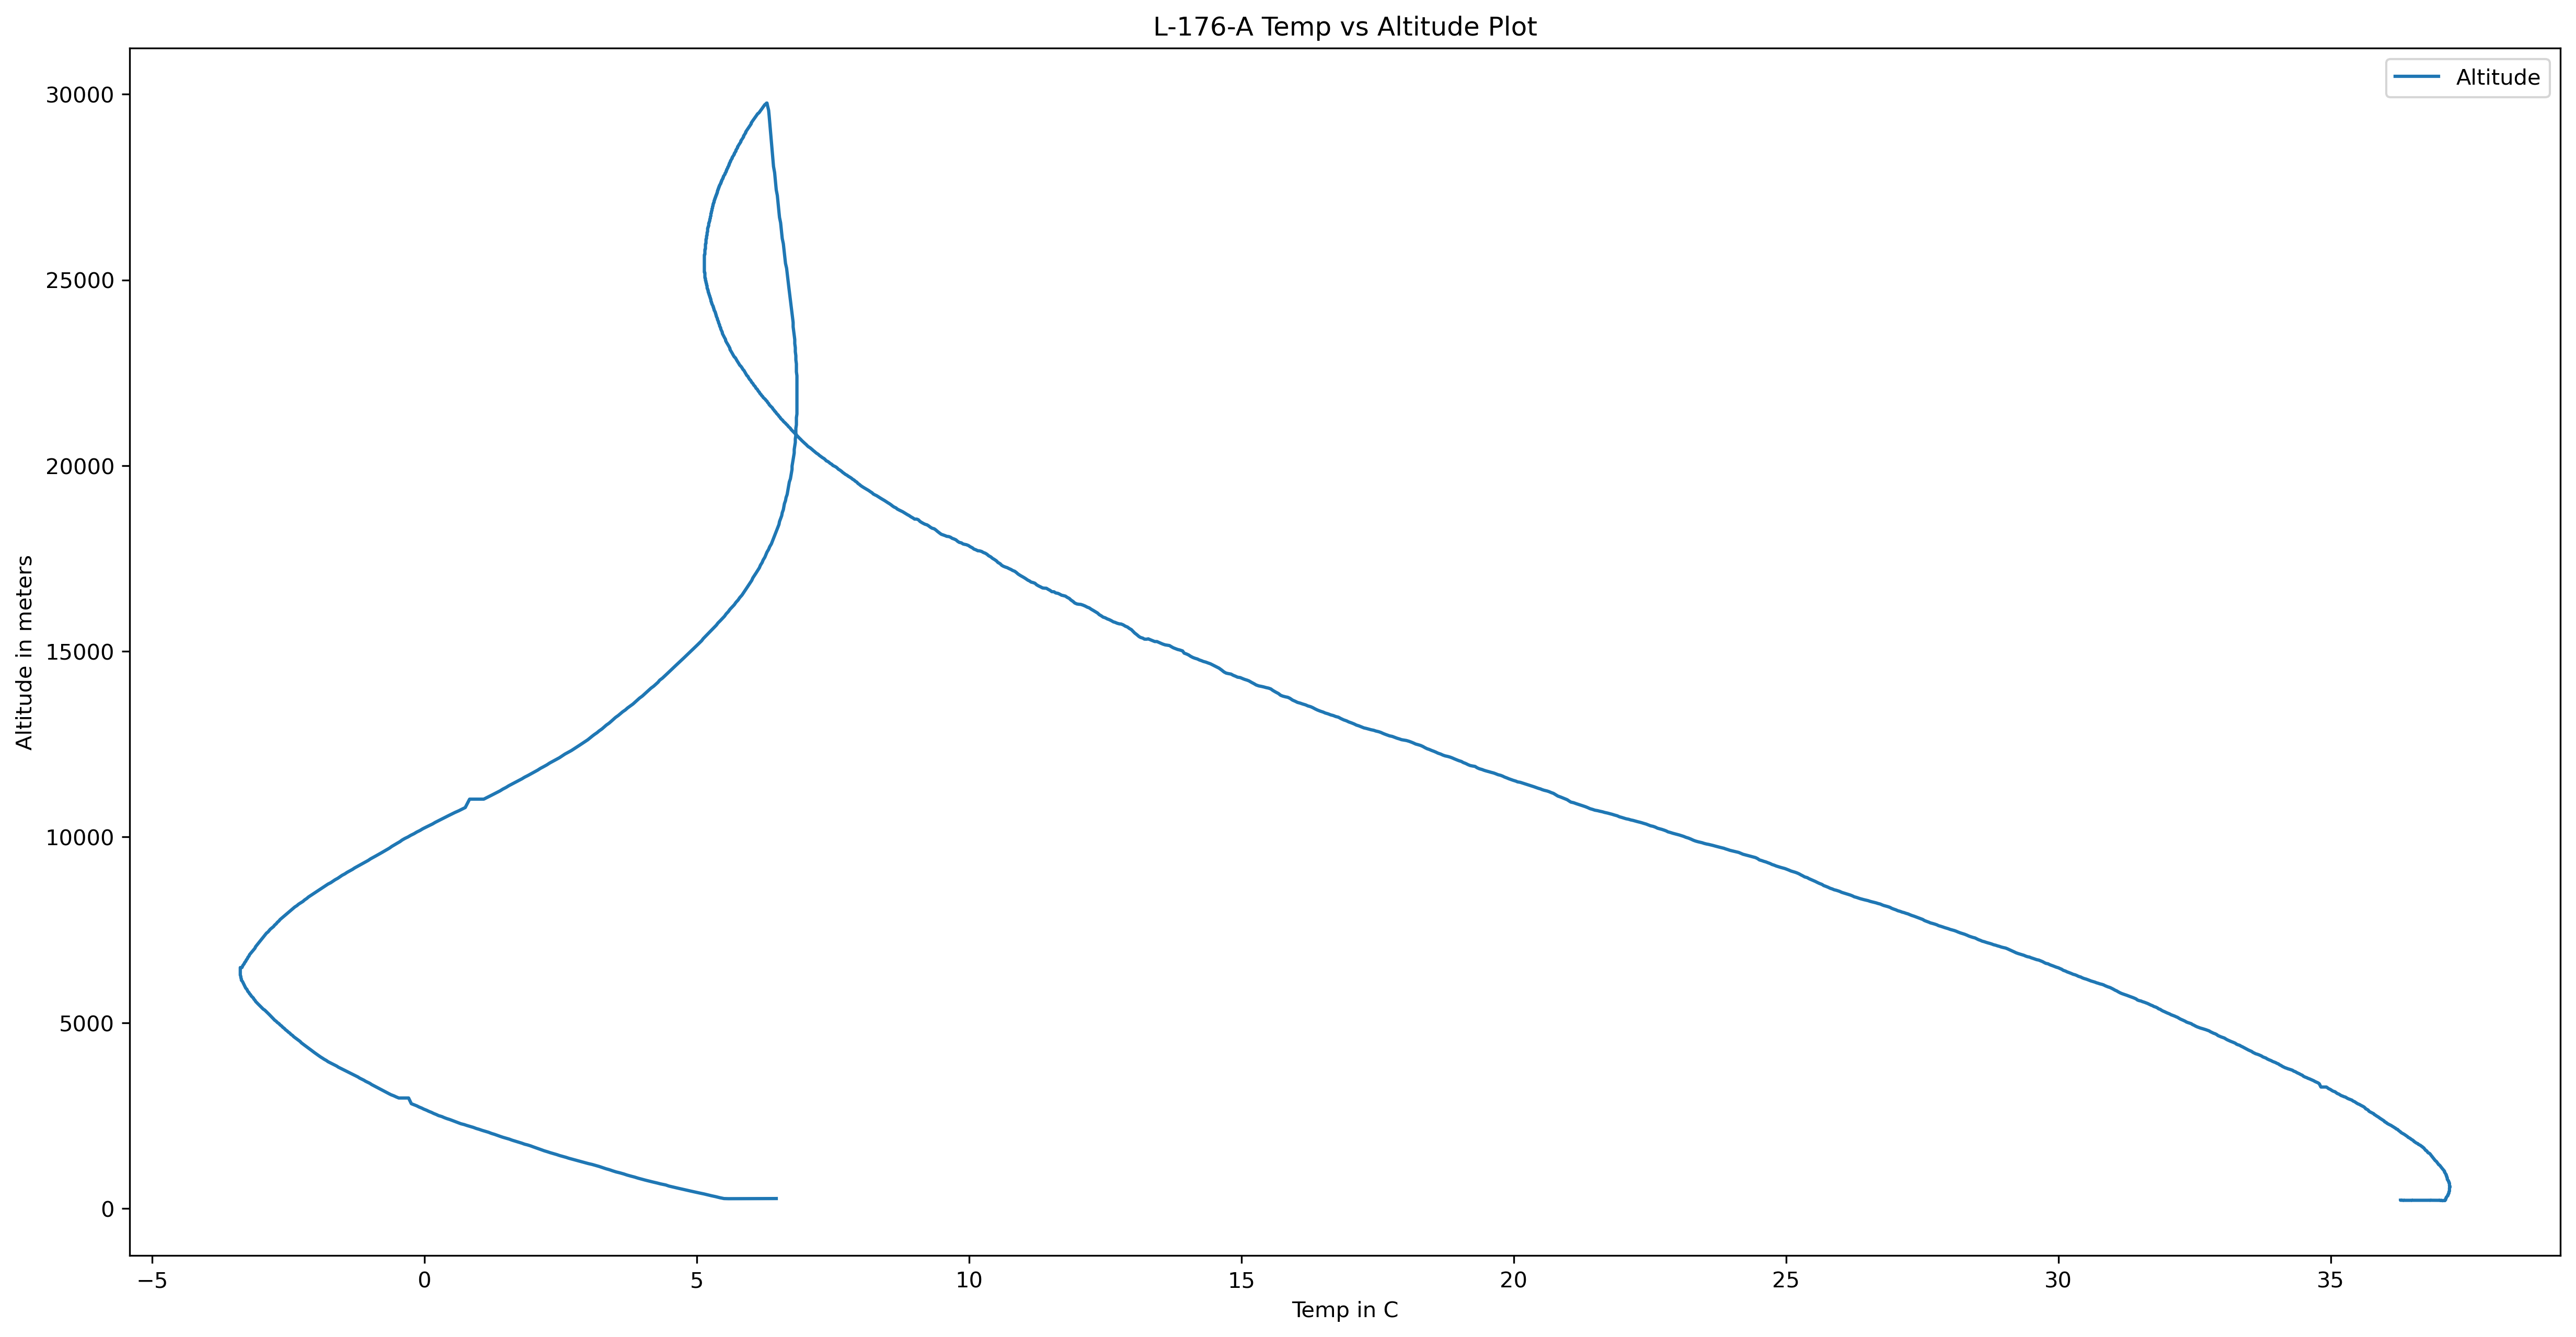 L-176-A Temp vs Altitude Plot
Altitude
30000
25000
20000
15000
10000
5000
0
Altitude in meters
−5 0 5 10 15 20 25 30 35
Temp in C